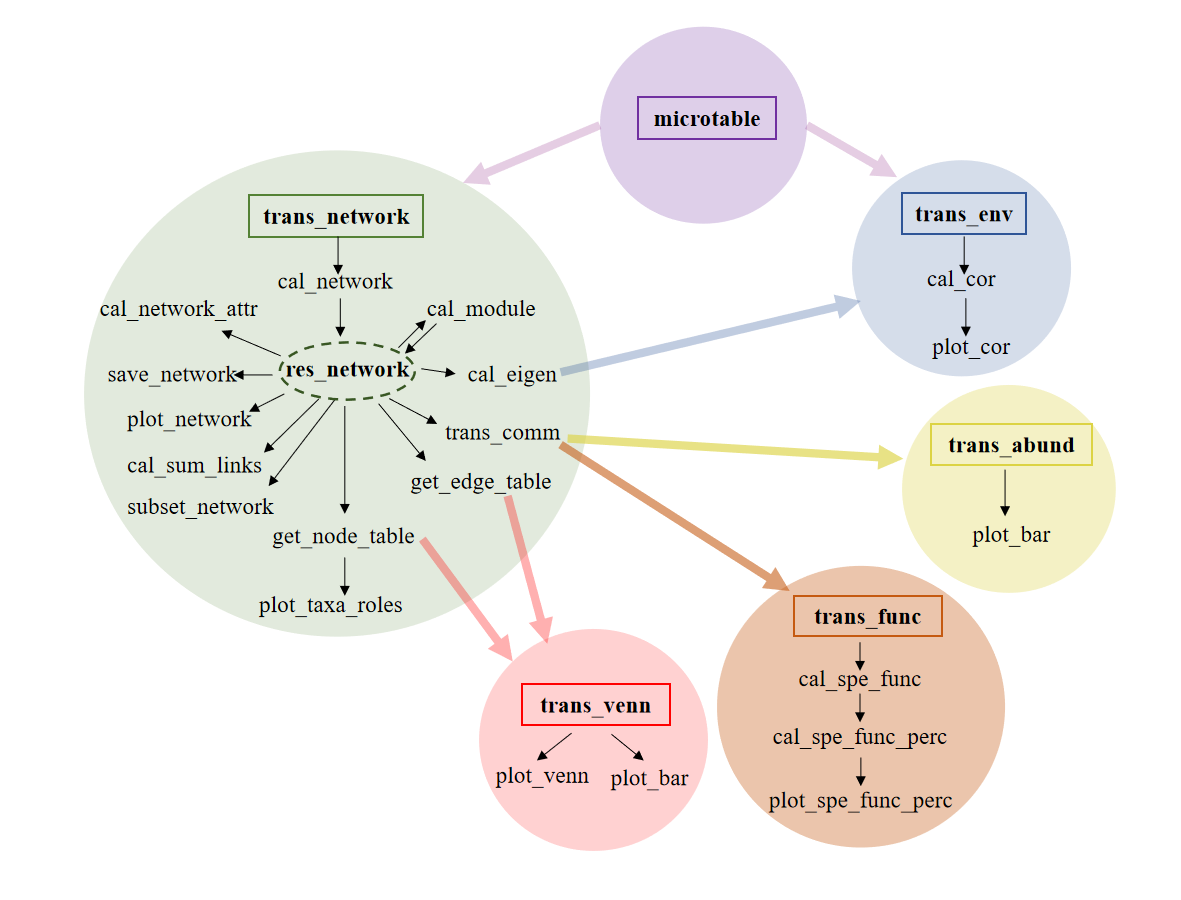 microtable
trans_network
cal_network
cal_network_attr
cal_module
res_network
save_network
cal_eigen
plot_network
trans_comm
cal_sum_links
get_edge_table
subset_network
get_node_table
plot_taxa_roles
trans_env
cal_cor
plot_cor
trans_abund
plot_bar
trans_func
cal_spe_func
cal_spe_func_perc
plot_spe_func_perc
trans_venn
plot_venn
plot_bar